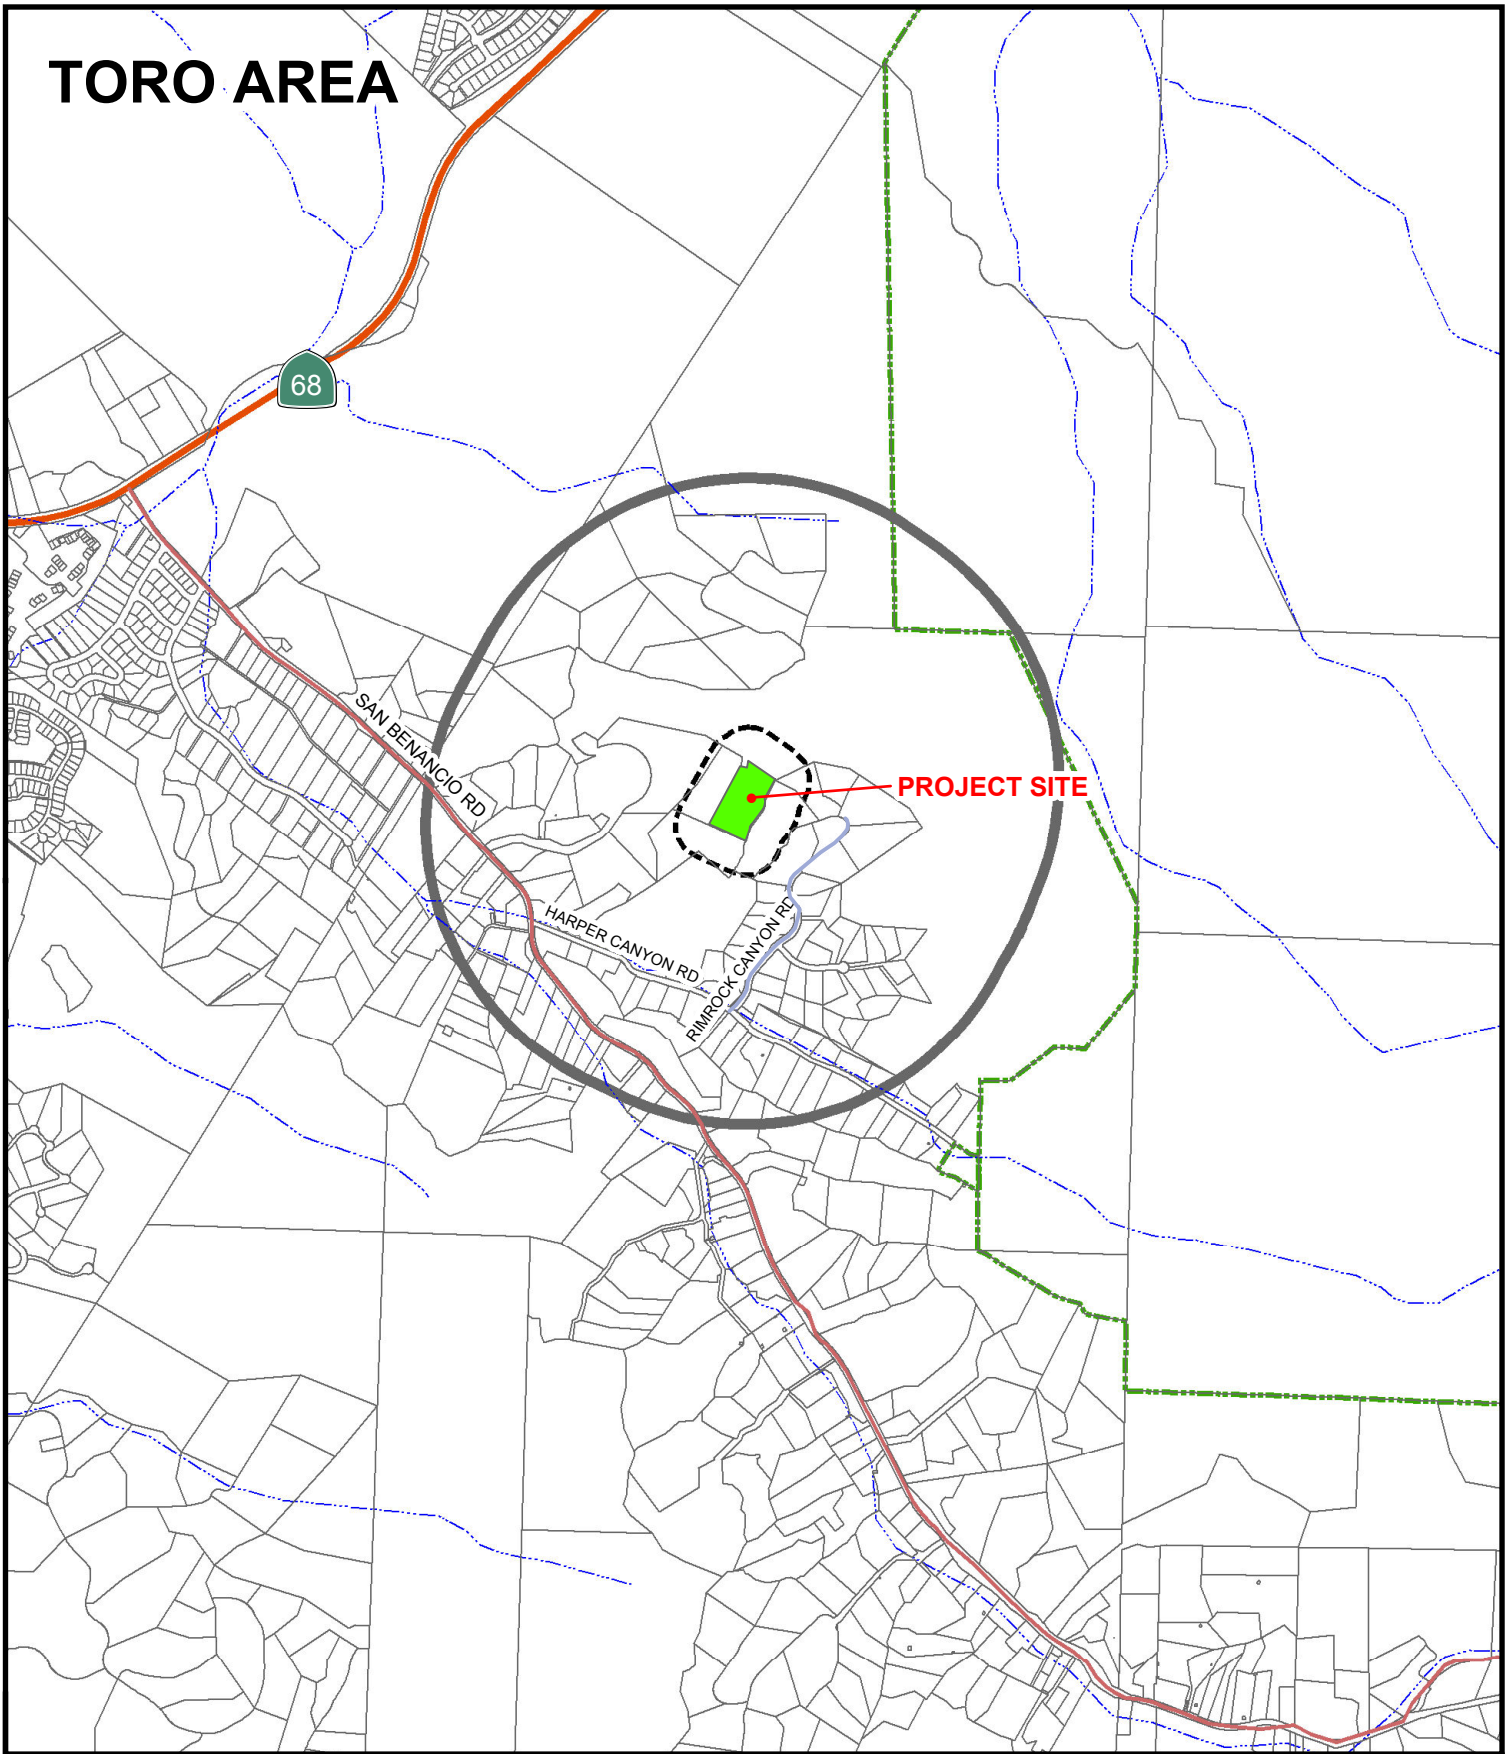 TORO AREA
68
SAN BENANCIO RD
PROJECT SITE
HARPER CANYON RD
RIMROCK CANYON RD